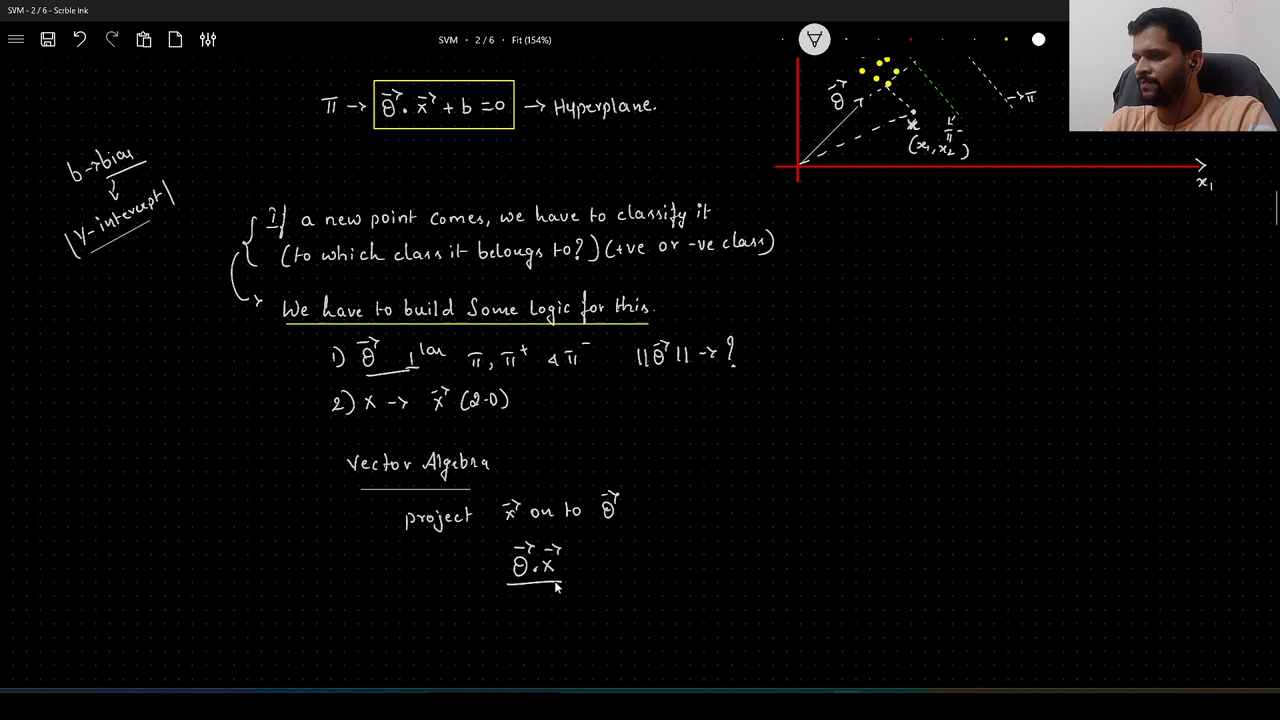 SVM - 2 / 6 - Scrble Ink
SVM • 2 / 6 • Fit (154%)
π → θ⃗ . x⃗ + b = 0 → Hyperplane.
b → bias
↓
|Y-intercept|
θ⃗
x
(x₁, x₂)
π⁻
→ π
x₁
If a new point comes, we have to classify it
(to which class it belongs to?) (+ve or -ve class)
We have to build Some logic for this.
1) θ⃗ ⊥lar π, π⁺ & π⁻ ||θ⃗|| → ?
2) x → x⃗ (2-D)
Vector Algebra
project x⃗ on to θ⃗
θ⃗ . x⃗